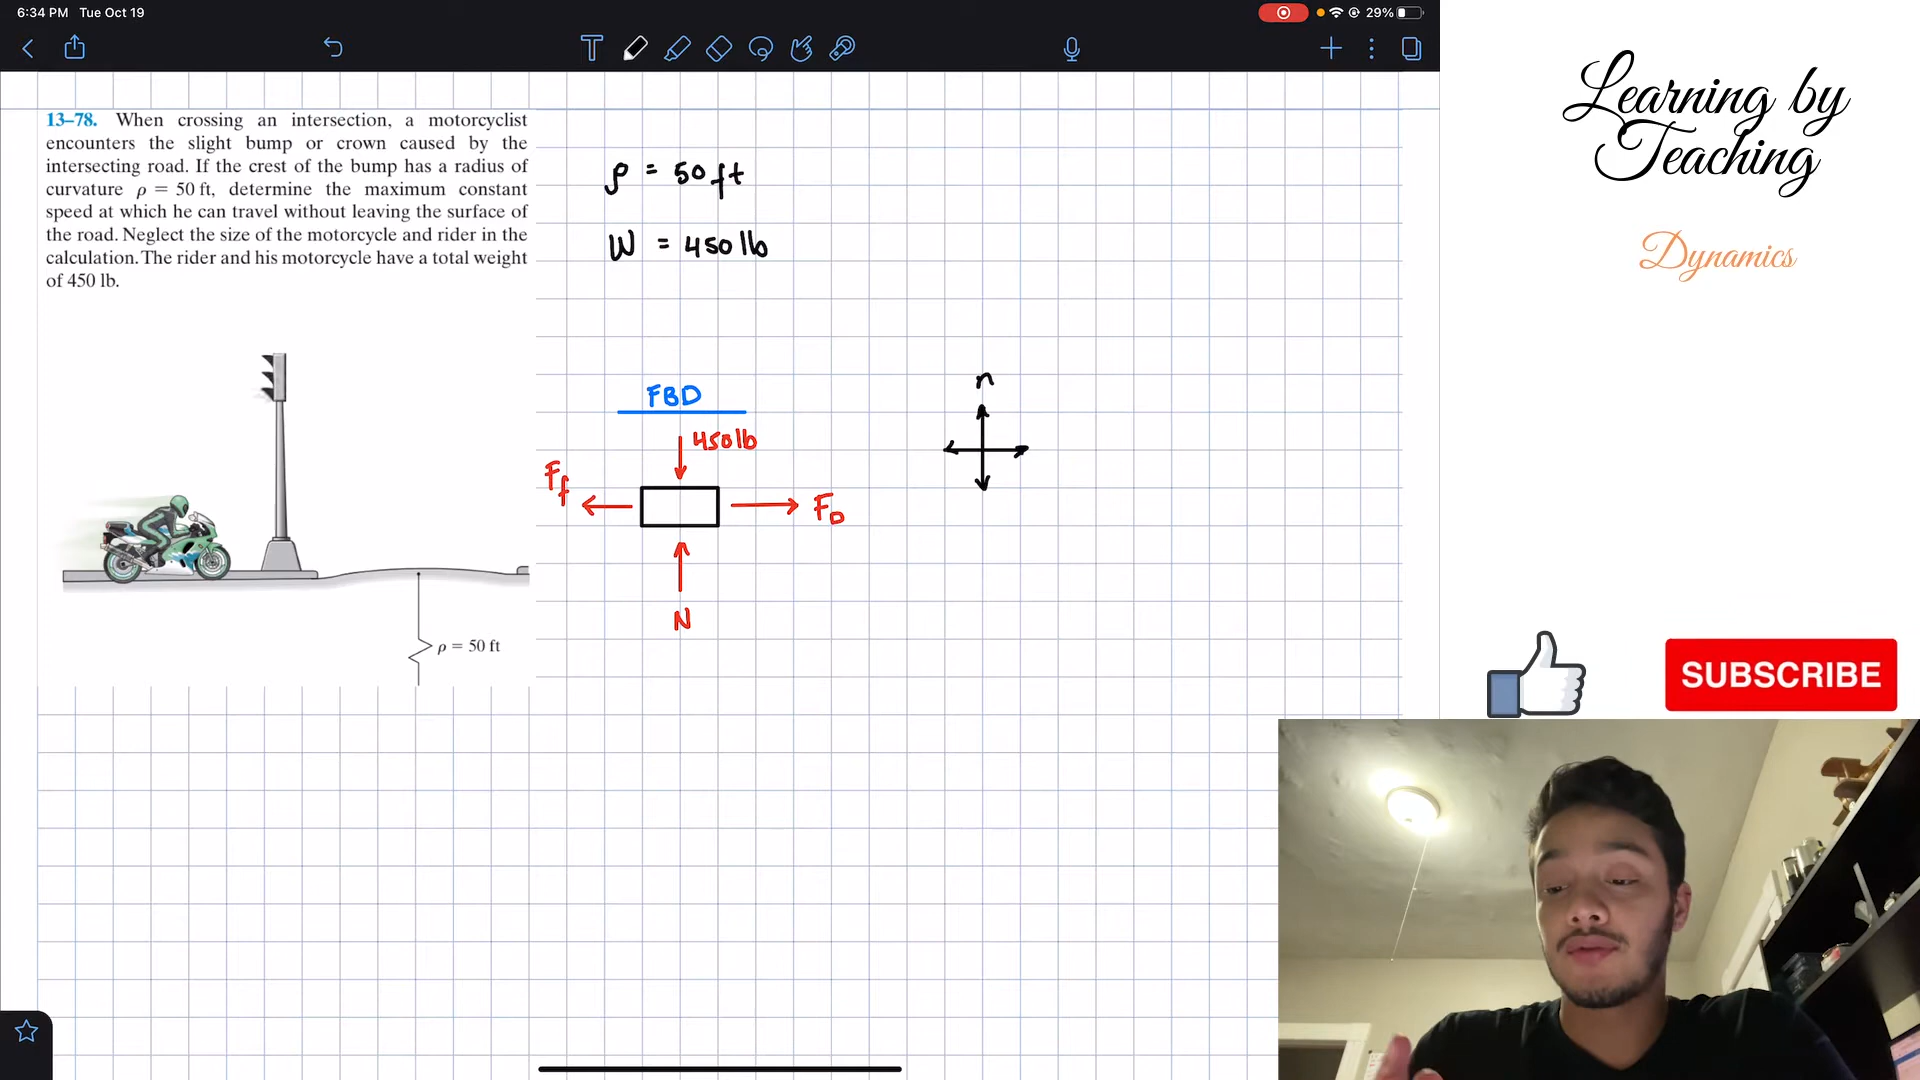 6:34 PM Tue Oct 19
29%
13–78. When crossing an intersection, a motorcyclist
encounters the slight bump or crown caused by the
intersecting road. If the crest of the bump has a radius of
curvature ρ = 50 ft, determine the maximum constant
speed at which he can travel without leaving the surface of
the road. Neglect the size of the motorcycle and rider in the
calculation. The rider and his motorcycle have a total weight
of 450 lb.
ρ = 50 ft
ρ = 50 ft
W = 450 lb
FBD
450 lb
Ff
FD
N
n
Learning by
Teaching
Dynamics
SUBSCRIBE